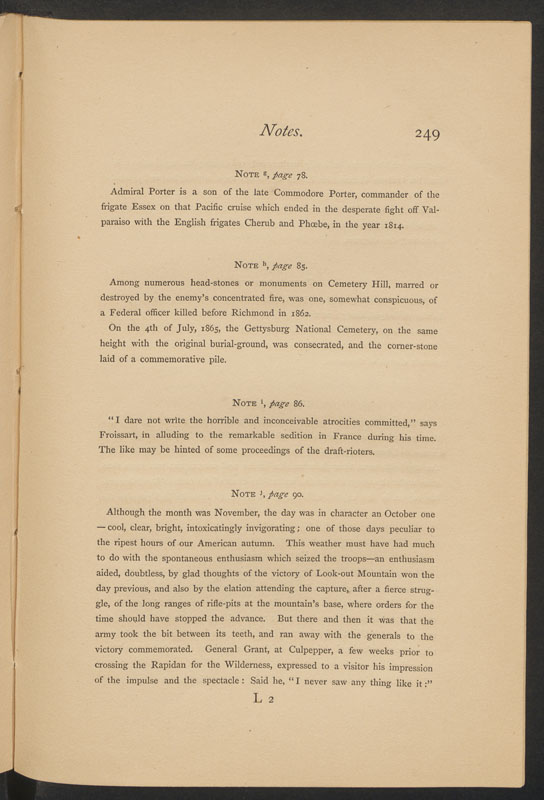 Notes.
249
NOTE g, page 78.
Admiral Porter is a son of the late Commodore Porter, commander of the
frigate Essex on that Pacific cruise which ended in the desperate fight off Val-
paraiso with the English frigates Cherub and Phœbe, in the year 1814.
NOTE h, page 85.
Among numerous head-stones or monuments on Cemetery Hill, marred or
destroyed by the enemy's concentrated fire, was one, somewhat conspicuous, of
a Federal officer killed before Richmond in 1862.
On the 4th of July, 1865, the Gettysburg National Cemetery, on the same
height with the original burial-ground, was consecrated, and the corner-stone
laid of a commemorative pile.
NOTE i, page 86.
"I dare not write the horrible and inconceivable atrocities committed," says
Froissart, in alluding to the remarkable sedition in France during his time.
The like may be hinted of some proceedings of the draft-rioters.
NOTE j, page 90.
Although the month was November, the day was in character an October one
—cool, clear, bright, intoxicatingly invigorating; one of those days peculiar to
the ripest hours of our American autumn. This weather must have had much
to do with the spontaneous enthusiasm which seized the troops—an enthusiasm
aided, doubtless, by glad thoughts of the victory of Look-out Mountain won the
day previous, and also by the elation attending the capture, after a fierce strug-
gle, of the long ranges of rifle-pits at the mountain's base, where orders for the
time should have stopped the advance. But there and then it was that the
army took the bit between its teeth, and ran away with the generals to the
victory commemorated. General Grant, at Culpepper, a few weeks prior to
crossing the Rapidan for the Wilderness, expressed to a visitor his impression
of the impulse and the spectacle: Said he, "I never saw any thing like it:"
L 2